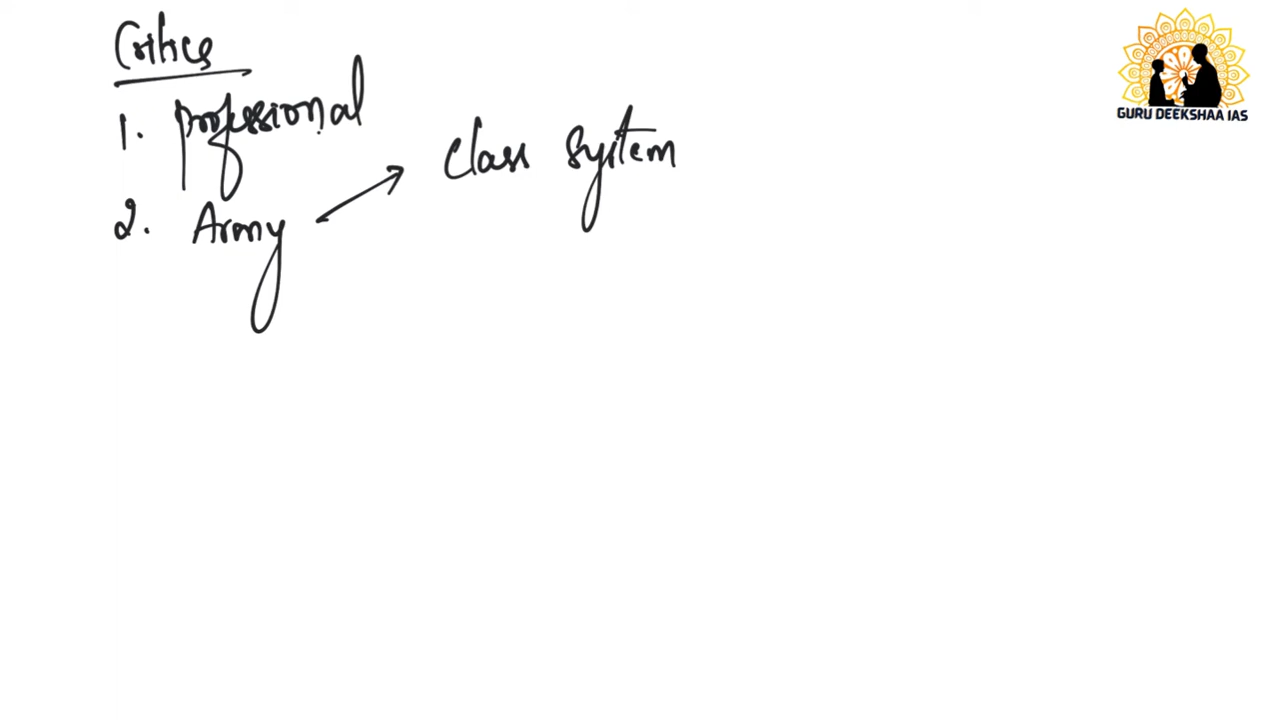 Critics
1. professional
2. Army → class system
GURU DEEKSHAA IAS